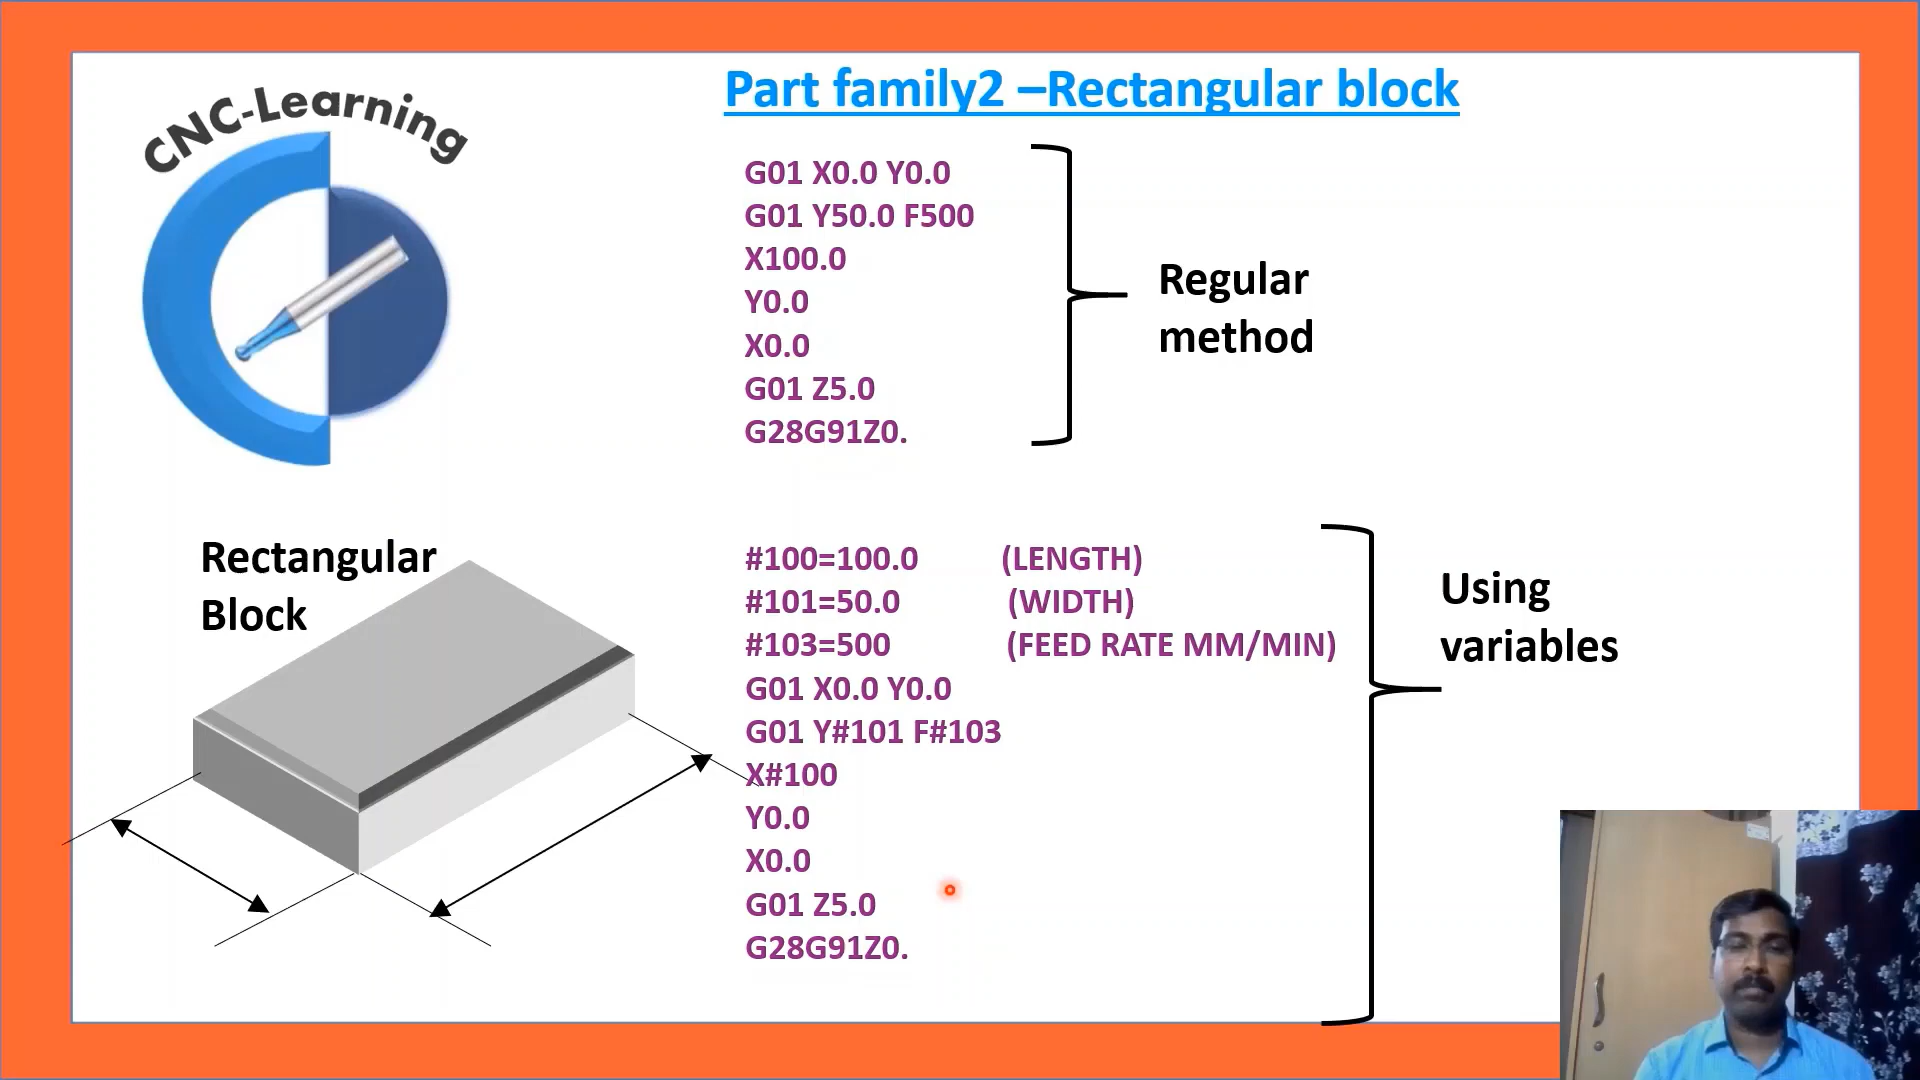 CNC-Learning
Part family2 –Rectangular block
G01 X0.0 Y0.0
G01 Y50.0 F500
X100.0
Y0.0
X0.0
G01 Z5.0
G28G91Z0.
Regular
method
Rectangular
Block
#100=100.0 (LENGTH)
#101=50.0 (WIDTH)
#103=500 (FEED RATE MM/MIN)
G01 X0.0 Y0.0
G01 Y#101 F#103
X#100
Y0.0
X0.0
G01 Z5.0
G28G91Z0.
Using
variables